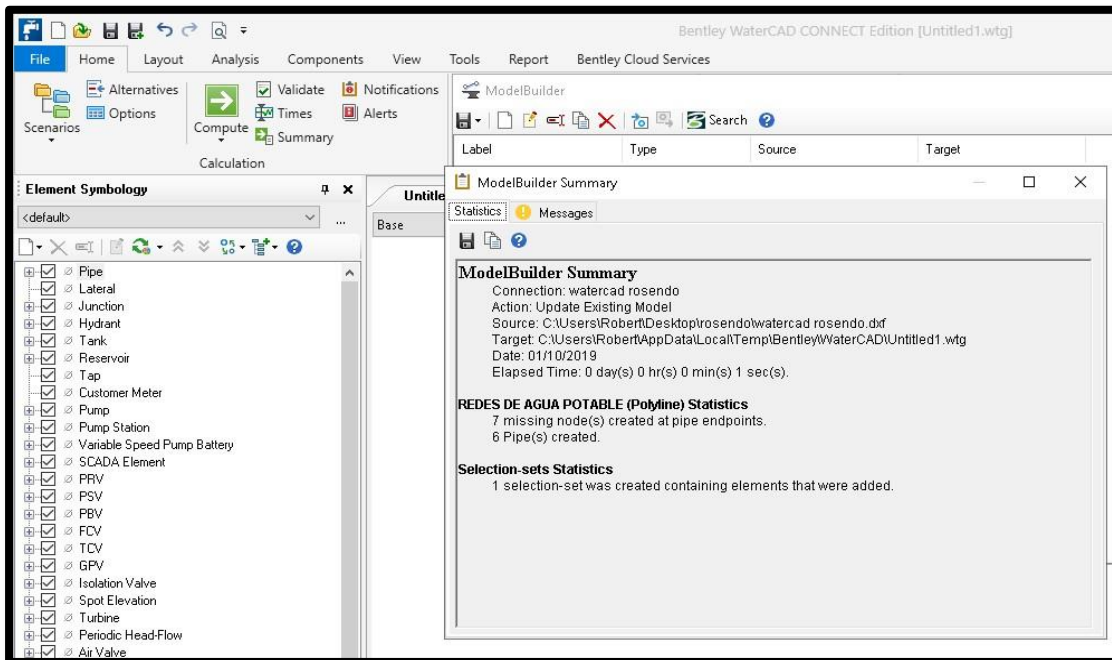 Bentley WaterCAD CONNECT Edition [Untitled1.wtg]
File Home Layout Analysis Components View Tools Report Bentley Cloud Services
Scenarios
Alternatives
Options
Compute
Validate
Times
Summary
Notifications
Alerts
Calculation
ModelBuilder
Search
Label Type Source Target
Element Symbology
<default>
...
Pipe
Lateral
Junction
Hydrant
Tank
Reservoir
Tap
Customer Meter
Pump
Pump Station
Variable Speed Pump Battery
SCADA Element
PRV
PSV
PBV
FCV
TCV
GPV
Isolation Valve
Spot Elevation
Turbine
Periodic Head-Flow
Air Valve
Untitle
Base
ModelBuilder Summary
Statistics Messages
ModelBuilder Summary
Connection: watercad rosendo
Action: Update Existing Model
Source: C:\Users\Robert\Desktop\rosendo\watercad rosendo.dxf
Target: C:\Users\Robert\AppData\Local\Temp\Bentley\WaterCAD\Untitled1.wtg
Date: 01/10/2019
Elapsed Time: 0 day(s) 0 hr(s) 0 min(s) 1 sec(s).
REDES DE AGUA POTABLE (Polyline) Statistics
7 missing node(s) created at pipe endpoints.
6 Pipe(s) created.
Selection-sets Statistics
1 selection-set was created containing elements that were added.